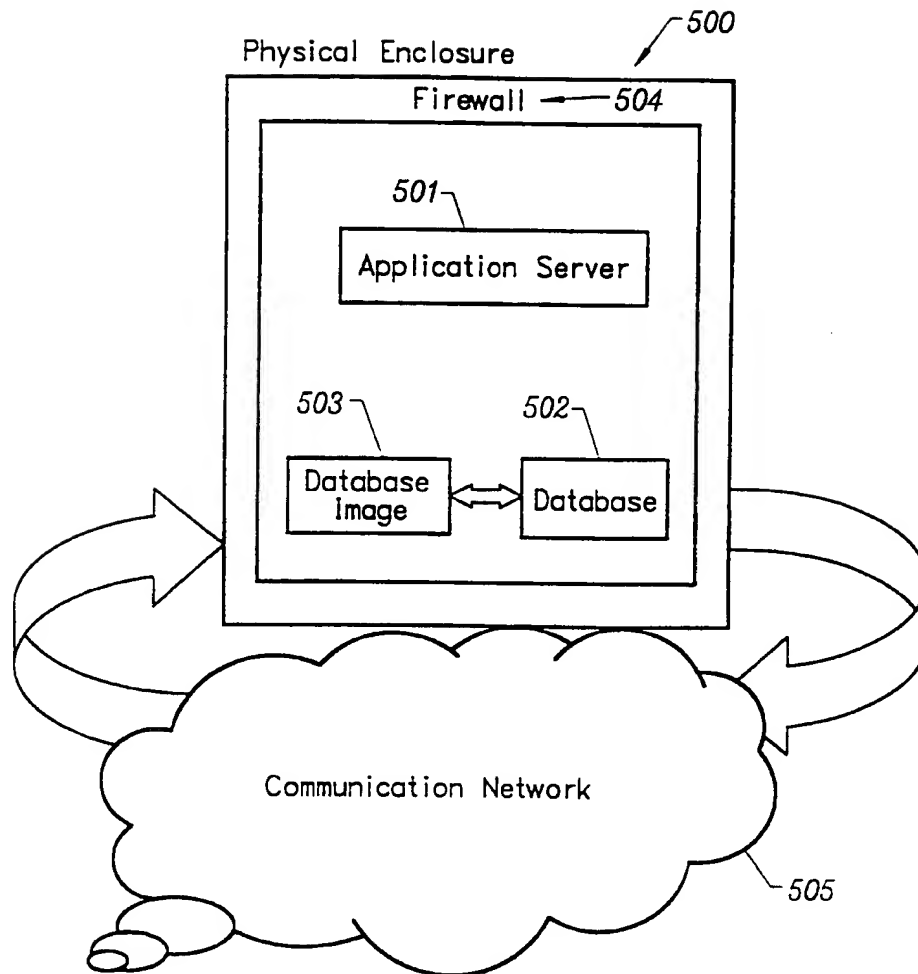 500
Physical Enclosure
Firewall
504
501
Application Server
503
502
Database
Image
Database
Communication Network
505